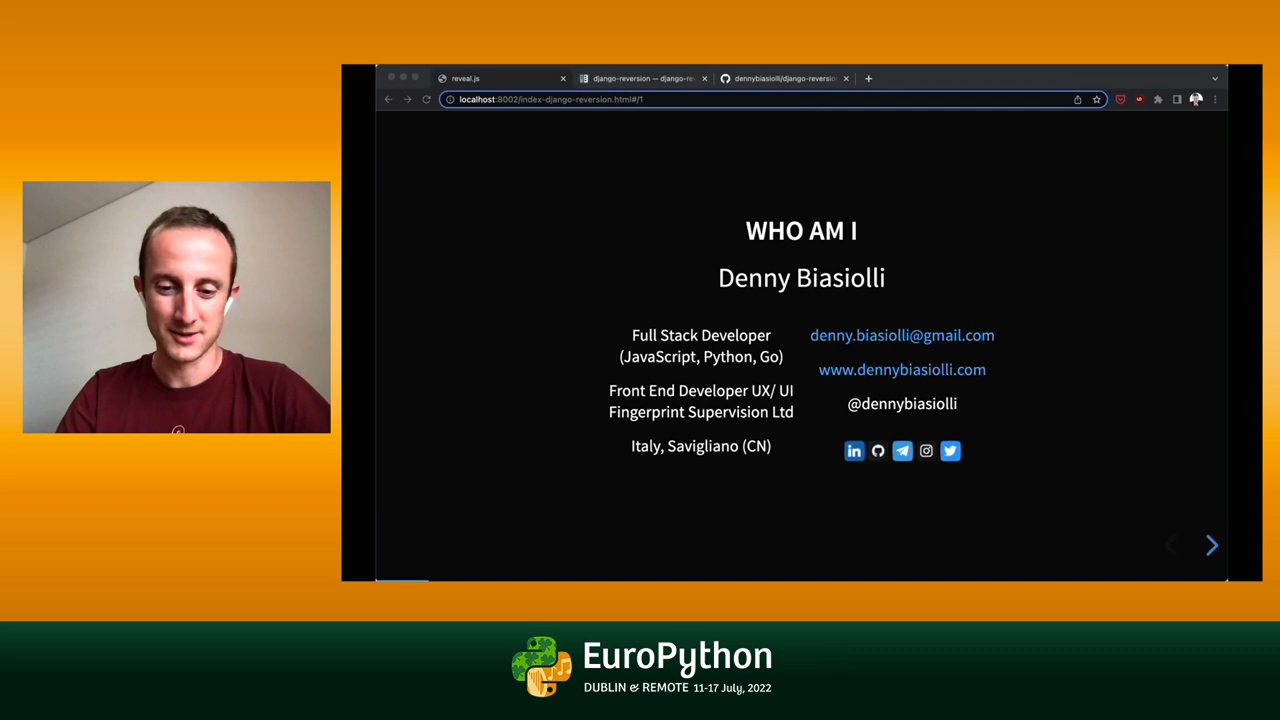 reveal.js
django-reversion — django-re
dennybiasiolli/django-reversio
localhost:8002/index-django-reversion.html#/1
WHO AM I
Denny Biasiolli
Full Stack Developer
(JavaScript, Python, Go)
Front End Developer UX/ UI
Fingerprint Supervision Ltd
Italy, Savigliano (CN)
denny.biasiolli@gmail.com
www.dennybiasiolli.com
@dennybiasiolli
in
EuroPython
DUBLIN & REMOTE 11-17 July, 2022